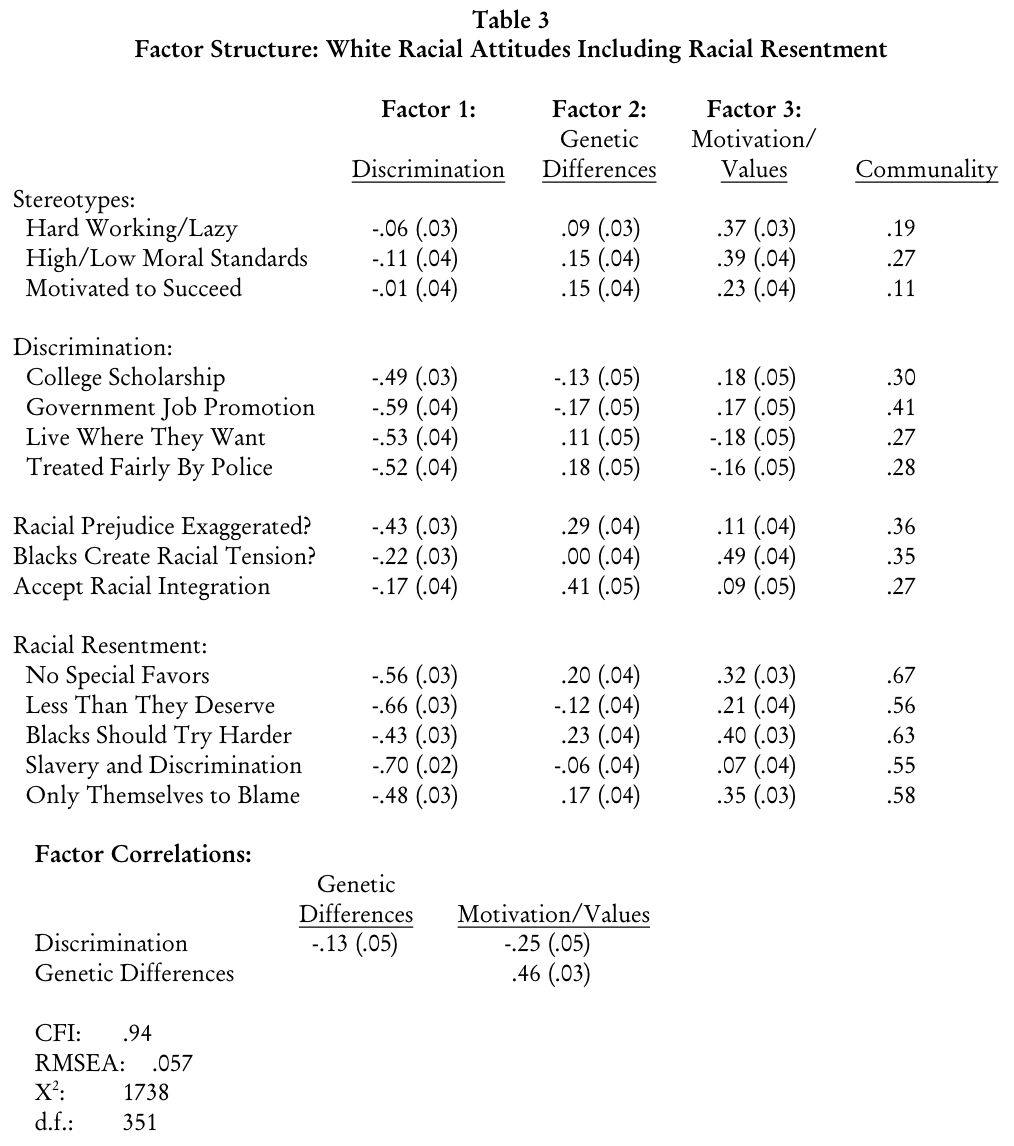 Table 3
Factor Structure: White Racial Attitudes Including Racial Resentment
Factor 1: Factor 2: Factor 3:
Genetic Motivation/
Discrimination Differences Values Communality
Stereotypes:
Hard Working/Lazy -.06 (.03) .09 (.03) .37 (.03) .19
High/Low Moral Standards -.11 (.04) .15 (.04) .39 (.04) .27
Motivated to Succeed -.01 (.04) .15 (.04) .23 (.04) .11
Discrimination:
College Scholarship -.49 (.03) -.13 (.05) .18 (.05) .30
Government Job Promotion -.59 (.04) -.17 (.05) .17 (.05) .41
Live Where They Want -.53 (.04) .11 (.05) -.18 (.05) .27
Treated Fairly By Police -.52 (.04) .18 (.05) -.16 (.05) .28
Racial Prejudice Exaggerated? -.43 (.03) .29 (.04) .11 (.04) .36
Blacks Create Racial Tension? -.22 (.03) .00 (.04) .49 (.04) .35
Accept Racial Integration -.17 (.04) .41 (.05) .09 (.05) .27
Racial Resentment:
No Special Favors -.56 (.03) .20 (.04) .32 (.03) .67
Less Than They Deserve -.66 (.03) -.12 (.04) .21 (.04) .56
Blacks Should Try Harder -.43 (.03) .23 (.04) .40 (.03) .63
Slavery and Discrimination -.70 (.02) -.06 (.04) .07 (.04) .55
Only Themselves to Blame -.48 (.03) .17 (.04) .35 (.03) .58
Factor Correlations:
Genetic
Differences Motivation/Values
Discrimination -.13 (.05) -.25 (.05)
Genetic Differences .46 (.03)
CFI: .94
RMSEA: .057
X²: 1738
d.f.: 351